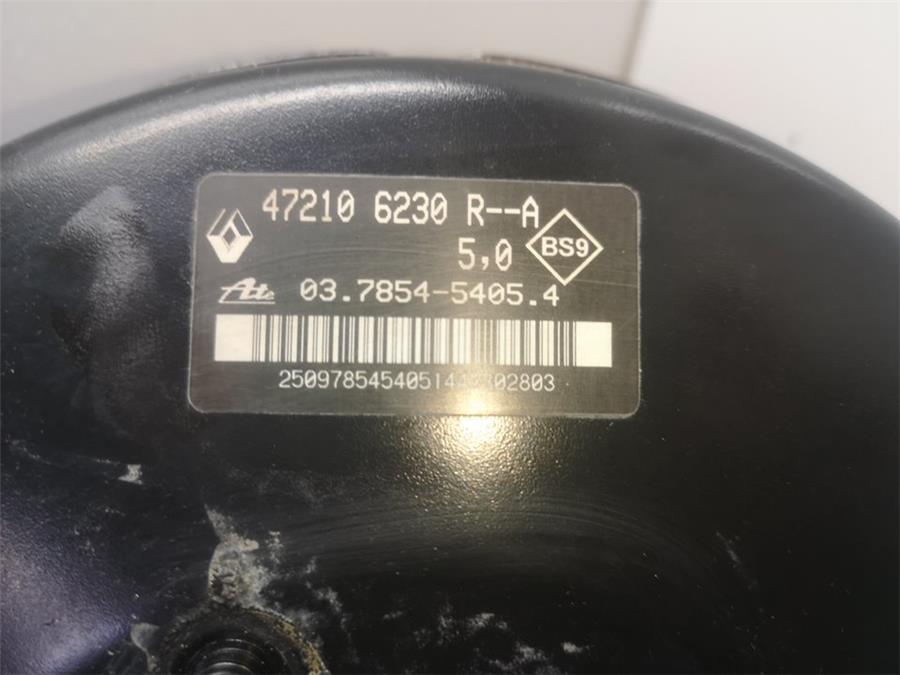 47210 6230 R--A
5,0 BS9
Ate 03.7854-5405.4